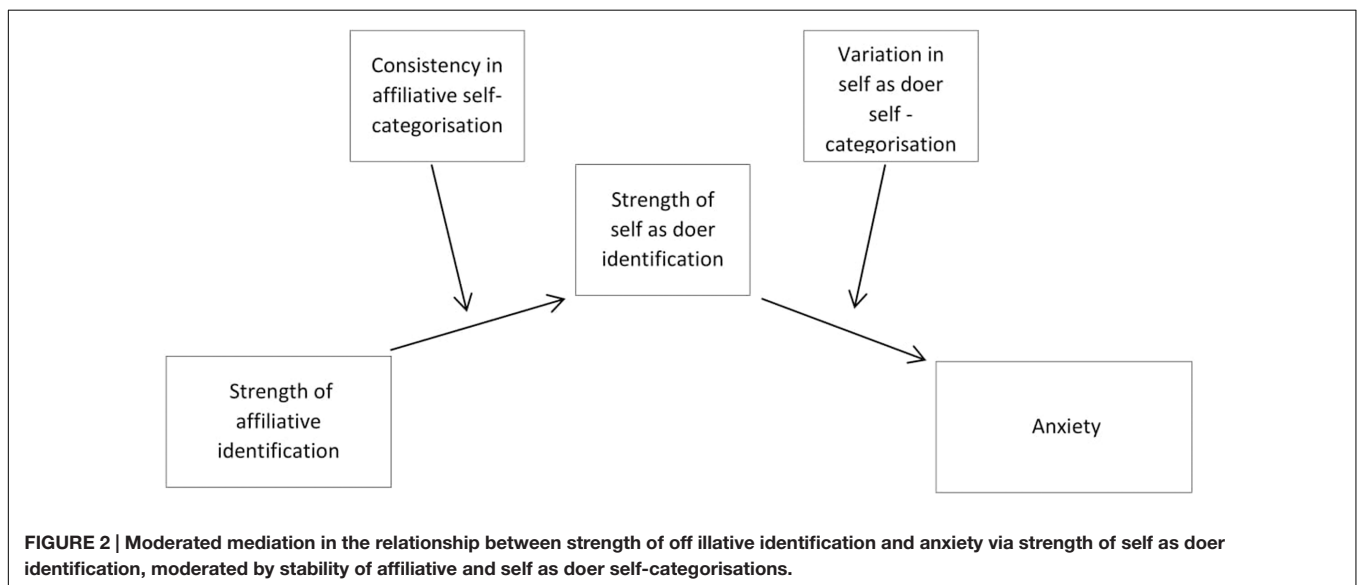 Consistency in
affiliative self-
categorisation
Variation in
self as doer
self -
categorisation
Strength of
self as doer
identification
Strength of
affiliative
identification
Anxiety
FIGURE 2 | Moderated mediation in the relationship between strength of off illative identification and anxiety via strength of self as doer
identification, moderated by stability of affiliative and self as doer self-categorisations.